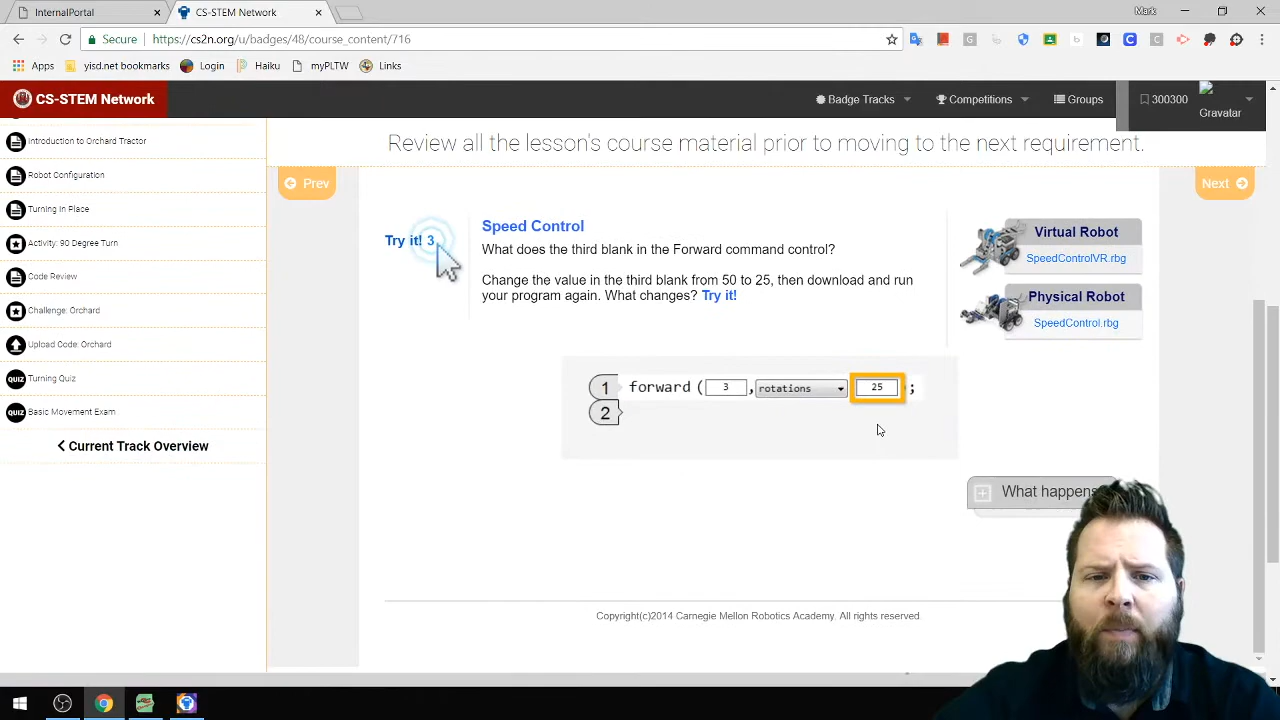 InternalPortal
CS-STEM Network
Mark
Secure
https://cs2n.org/u/badges/48/course_content/716
Apps
yisd.net bookmarks
Login
Haiku
myPLTW
Links
CS-STEM Network
Badge Tracks
Competitions
Groups
300300
Gravatar
Introduction to Orchard Tractor
Robot Configuration
Turning In Place
Activity: 90 Degree Turn
Code Review
Challenge: Orchard
Upload Code: Orchard
QUIZ Turning Quiz
QUIZ Basic Movement Exam
Current Track Overview
Review all the lesson's course material prior to moving to the next requirement.
Prev
Next
Try it! 3
Speed Control
What does the third blank in the Forward command control?
Change the value in the third blank from 50 to 25, then download and run
your program again. What changes? Try it!
Virtual Robot
SpeedControlVR.rbg
Physical Robot
SpeedControl.rbg
1 forward ( 3 , rotations 25 ;
2
What happens
Copyright(c)2014 Carnegie Mellon Robotics Academy. All rights reserved.